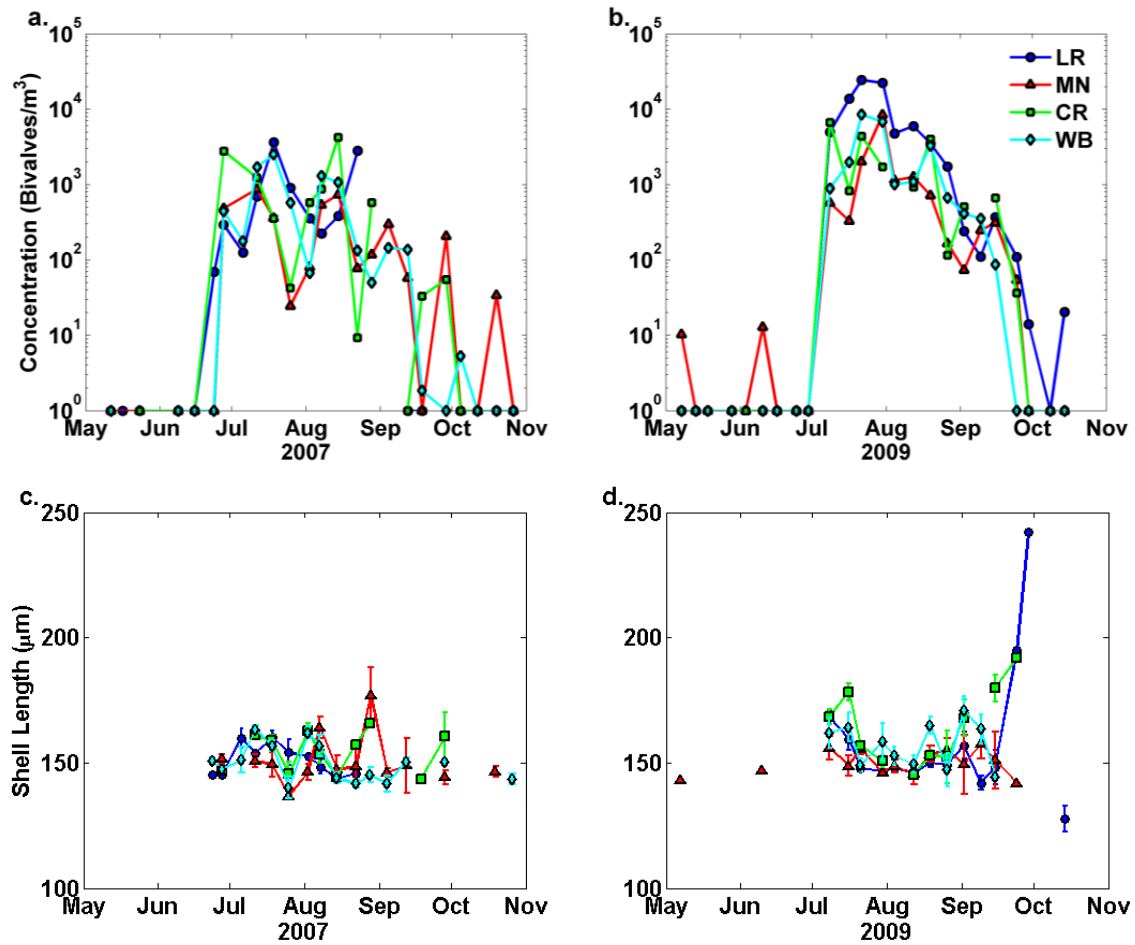 a.
10^5
10^4
10^3
10^2
10^1
10^0
Concentration (Bivalves/m^3)
May Jun Jul Aug Sep Oct Nov
2007
b.
10^5
10^4
10^3
10^2
10^1
10^0
LR
MN
CR
WB
May Jun Jul Aug Sep Oct Nov
2009
c.
250
200
150
100
Shell Length (μm)
May Jun Jul Aug Sep Oct Nov
2007
d.
250
200
150
100
May Jun Jul Aug Sep Oct Nov
2009